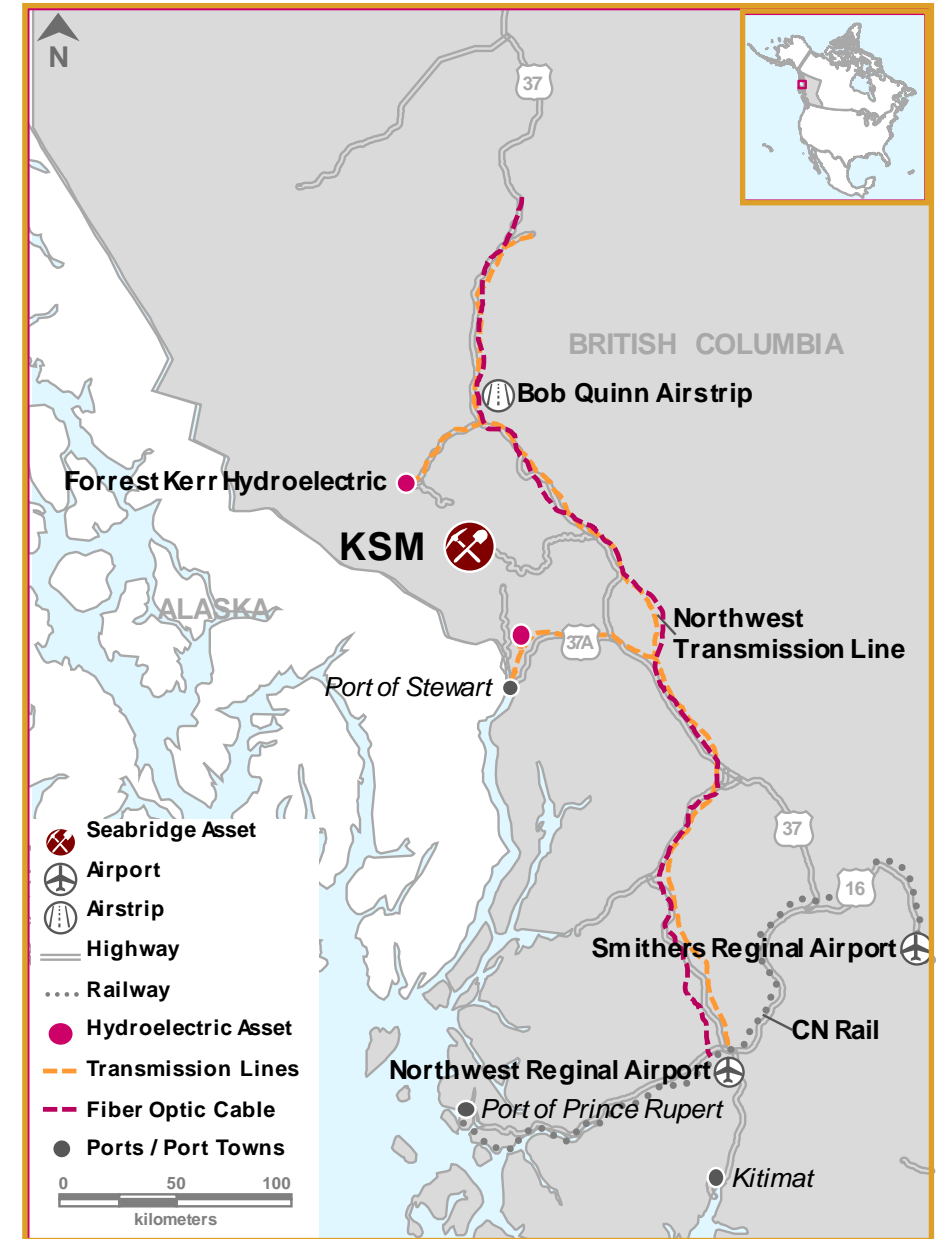 N
37
BRITISH COLUMBIA
Bob Quinn Airstrip
Forrest Kerr Hydroelectric
KSM
ALASKA
Northwest
Transmission Line
37A
Port of Stewart
37
16
Smithers Reginal Airport
CN Rail
Northwest Reginal Airport
Port of Prince Rupert
Kitimat
Seabridge Asset
Airport
Airstrip
Highway
Railway
Hydroelectric Asset
Transmission Lines
Fiber Optic Cable
Ports / Port Towns
0 50 100
kilometers